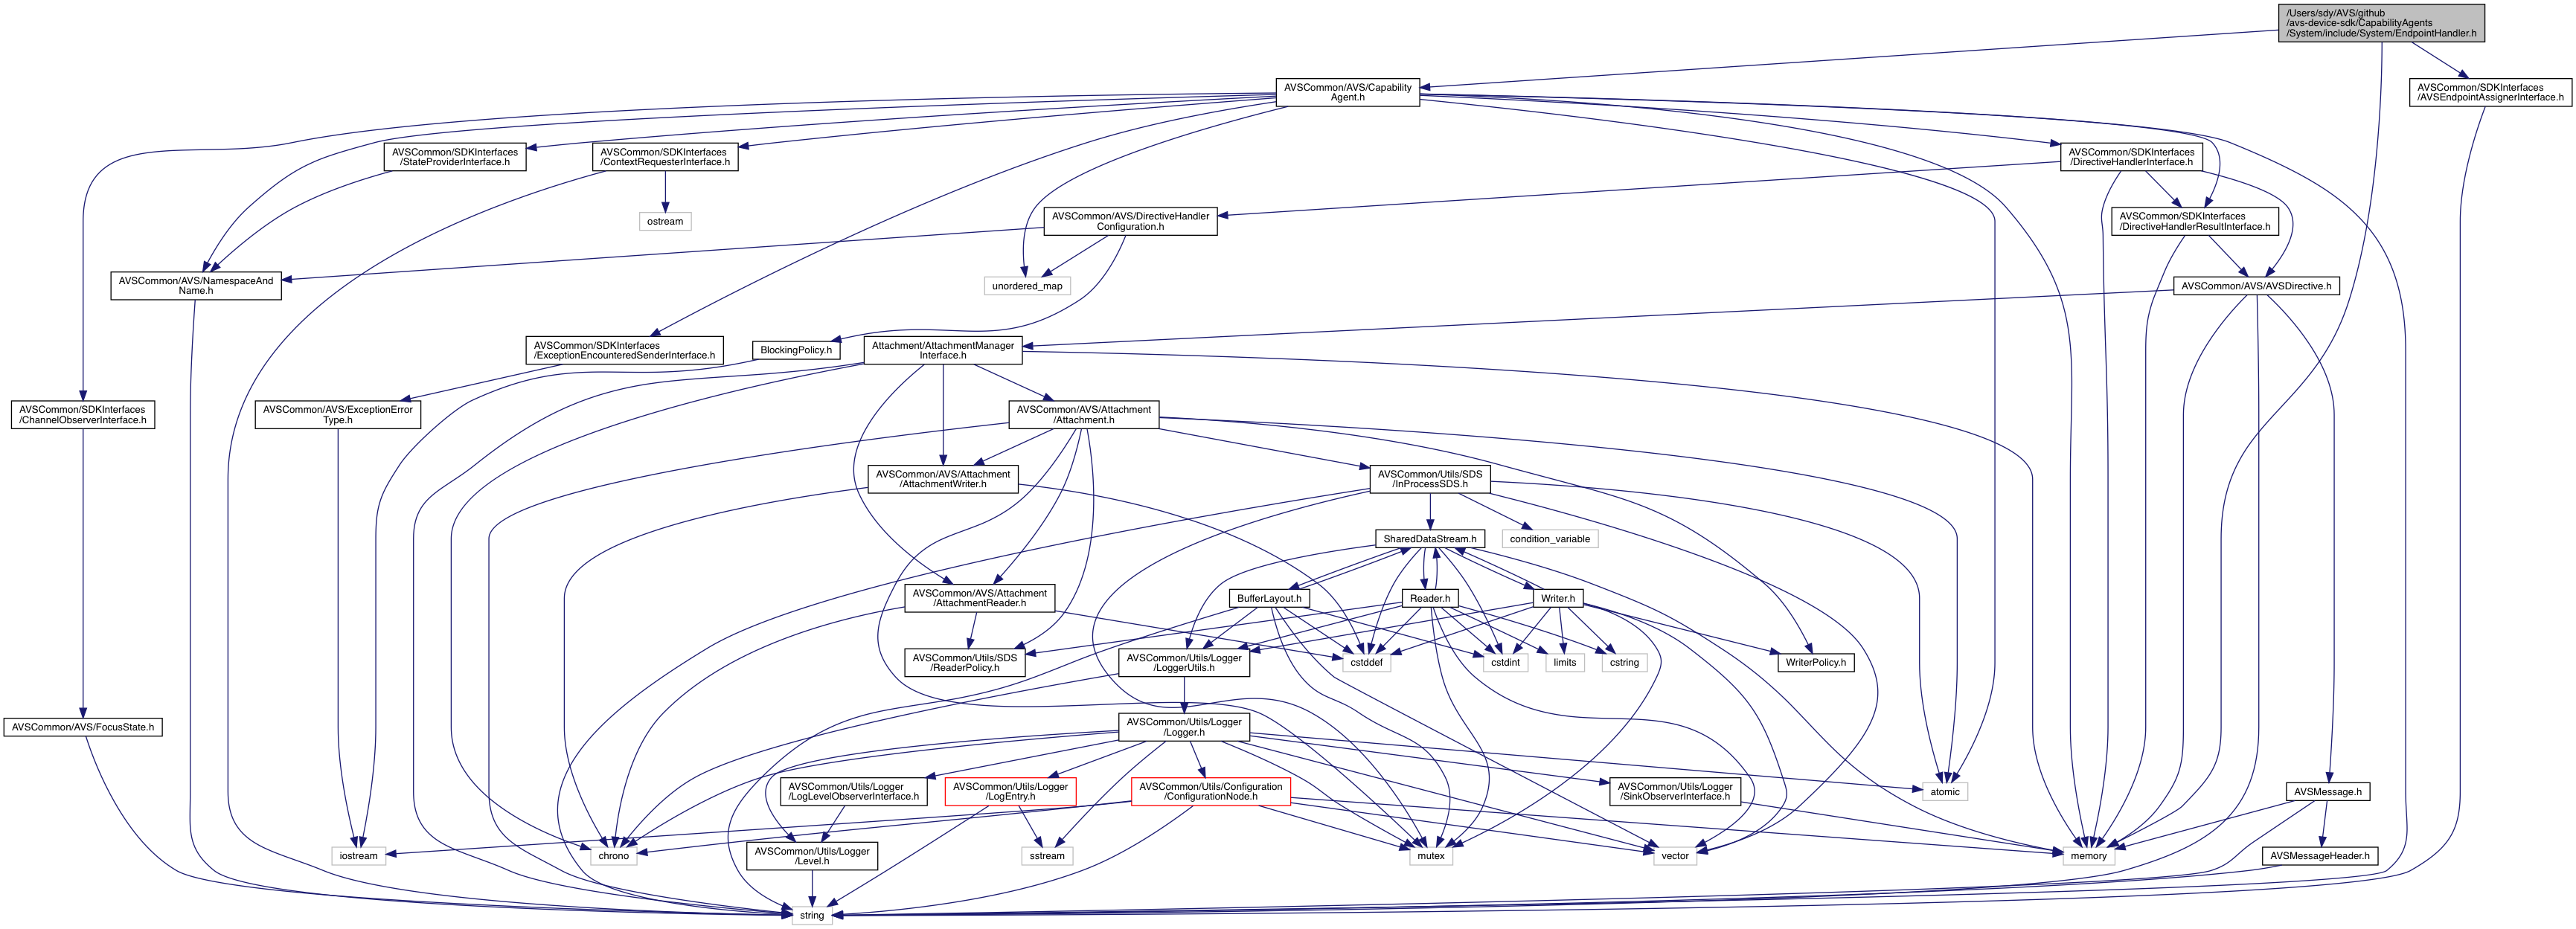 /Users/sdy/AVS/github
/avs-device-sdk/CapabilityAgents
/System/include/System/EndpointHandler.h
AVSCommon/AVS/Capability
Agent.h
AVSCommon/SDKInterfaces
/AVSEndpointAssignerInterface.h
AVSCommon/SDKInterfaces
/StateProviderInterface.h
AVSCommon/SDKInterfaces
/ContextRequesterInterface.h
AVSCommon/SDKInterfaces
/DirectiveHandlerInterface.h
ostream
AVSCommon/AVS/DirectiveHandler
Configuration.h
AVSCommon/SDKInterfaces
/DirectiveHandlerResultInterface.h
AVSCommon/AVS/NamespaceAnd
Name.h
unordered_map
AVSCommon/AVS/AVSDirective.h
AVSCommon/SDKInterfaces
/ExceptionEncounteredSenderInterface.h
BlockingPolicy.h
Attachment/AttachmentManager
Interface.h
AVSCommon/SDKInterfaces
/ChannelObserverInterface.h
AVSCommon/AVS/ExceptionError
Type.h
AVSCommon/AVS/Attachment
/Attachment.h
AVSCommon/AVS/Attachment
/AttachmentWriter.h
AVSCommon/Utils/SDS
/InProcessSDS.h
SharedDataStream.h
condition_variable
AVSCommon/AVS/Attachment
/AttachmentReader.h
BufferLayout.h
Reader.h
Writer.h
AVSCommon/Utils/SDS
/ReaderPolicy.h
AVSCommon/Utils/Logger
/LoggerUtils.h
cstddef
cstdint
limits
cstring
WriterPolicy.h
AVSCommon/AVS/FocusState.h
AVSCommon/Utils/Logger
/Logger.h
AVSCommon/Utils/Logger
/LogLevelObserverInterface.h
AVSCommon/Utils/Logger
/LogEntry.h
AVSCommon/Utils/Configuration
/ConfigurationNode.h
AVSCommon/Utils/Logger
/SinkObserverInterface.h
atomic
AVSMessage.h
iostream
chrono
AVSCommon/Utils/Logger
/Level.h
sstream
mutex
vector
memory
AVSMessageHeader.h
string